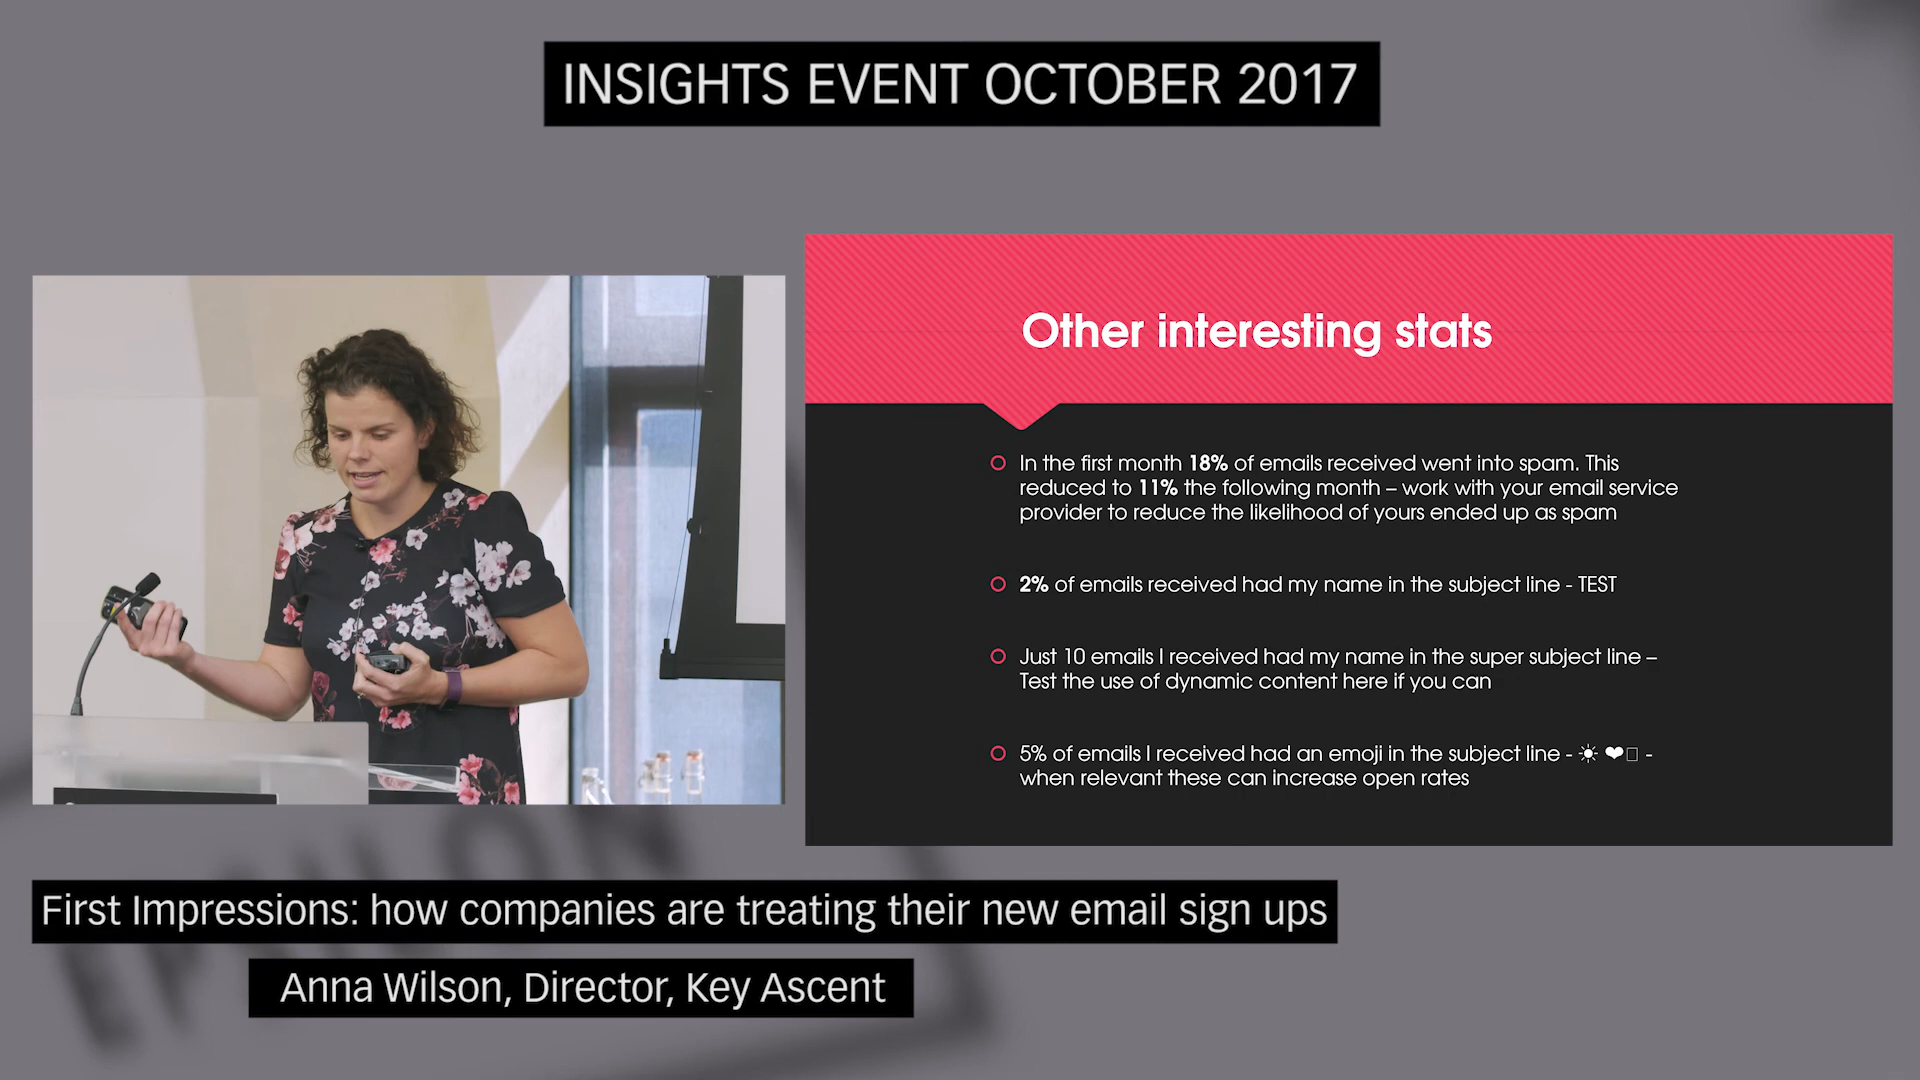 INSIGHTS EVENT OCTOBER 2017
Other interesting stats
In the first month 18% of emails received went into spam. This
reduced to 11% the following month – work with your email service
provider to reduce the likelihood of yours ended up as spam
2% of emails received had my name in the subject line - TEST
Just 10 emails I received had my name in the super subject line –
Test the use of dynamic content here if you can
5% of emails I received had an emoji in the subject line - ☀ ❤□ -
when relevant these can increase open rates
First Impressions: how companies are treating their new email sign ups
Anna Wilson, Director, Key Ascent